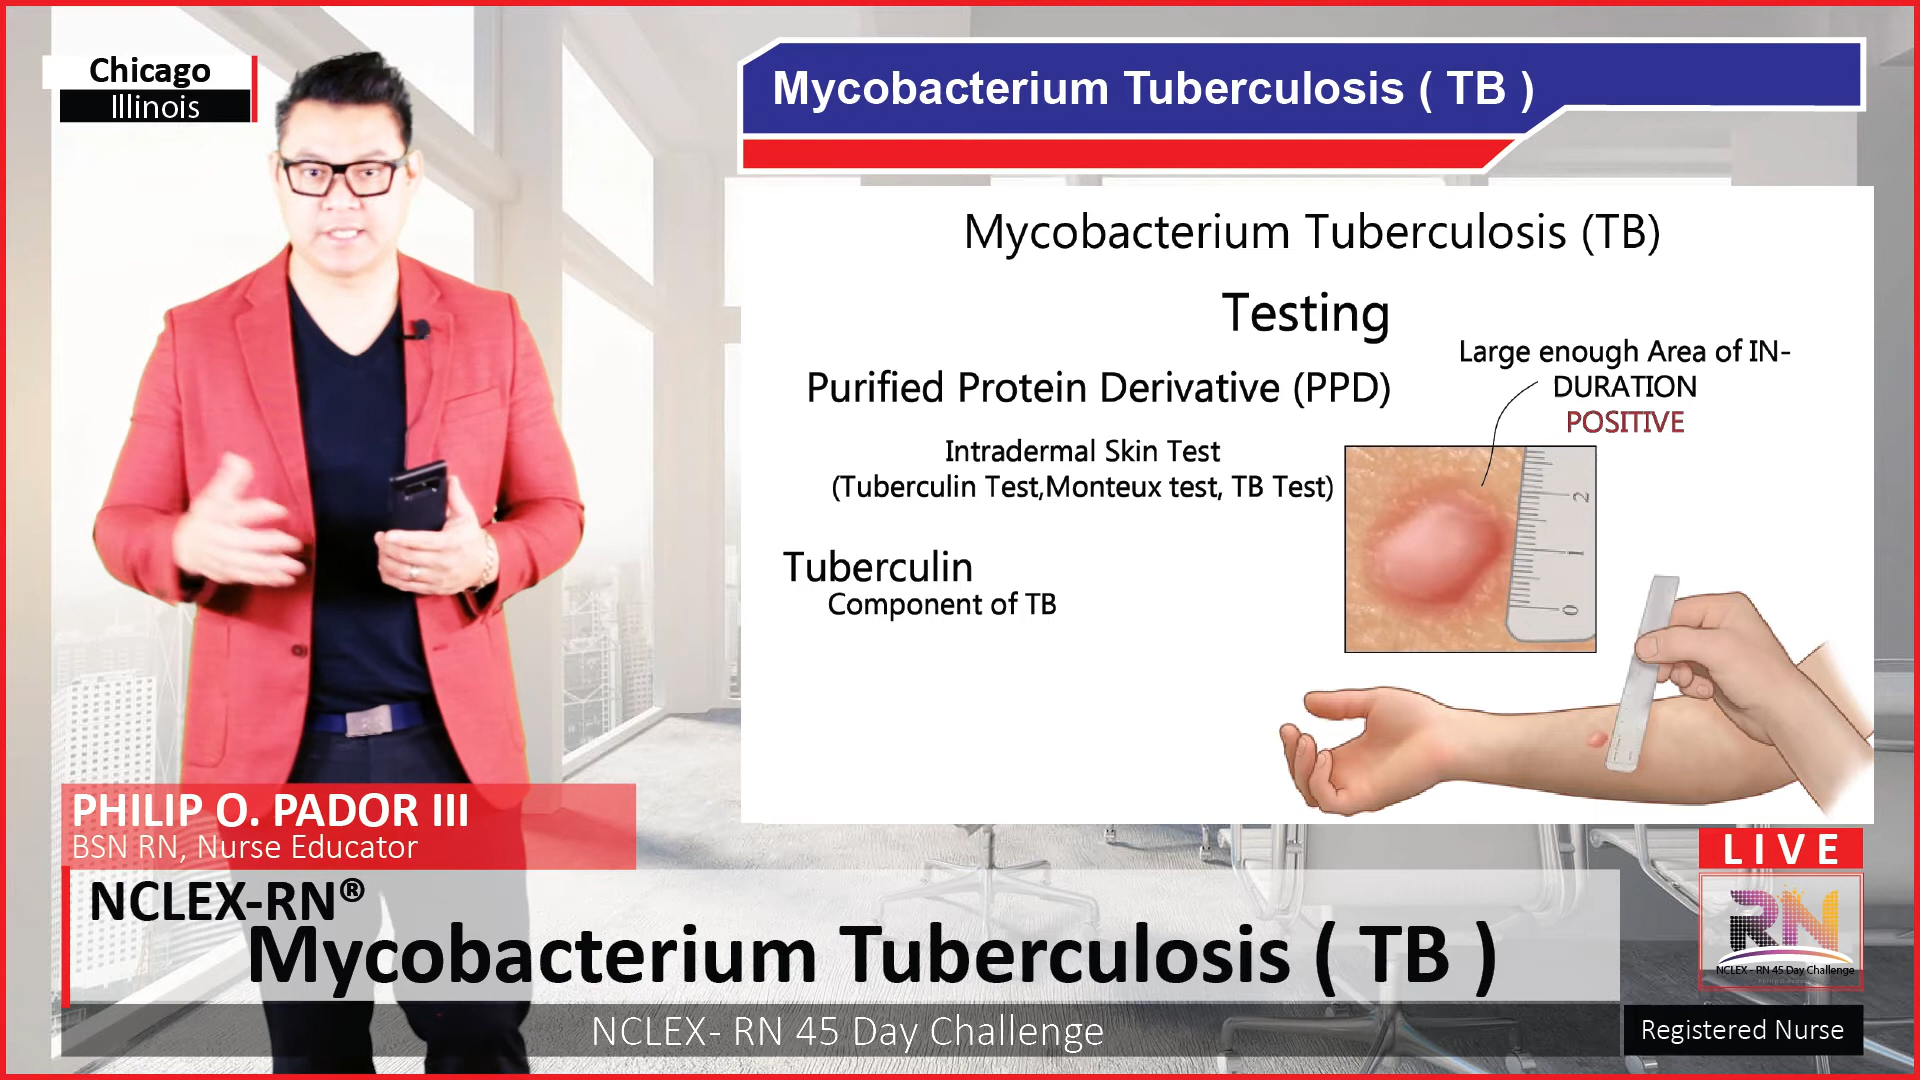 Chicago
Illinois
Mycobacterium Tuberculosis ( TB )
Mycobacterium Tuberculosis (TB)
Testing
Large enough Area of IN-
DURATION
POSITIVE
Purified Protein Derivative (PPD)
Intradermal Skin Test
(Tuberculin Test,Monteux test, TB Test)
2
1
0
Tuberculin
Component of TB
PHILIP O. PADOR III
BSN RN, Nurse Educator
NCLEX-RN®
Mycobacterium Tuberculosis ( TB )
NCLEX- RN 45 Day Challenge
LIVE
RN
NCLEX - RN 45 Day Challenge
Registered Nurse